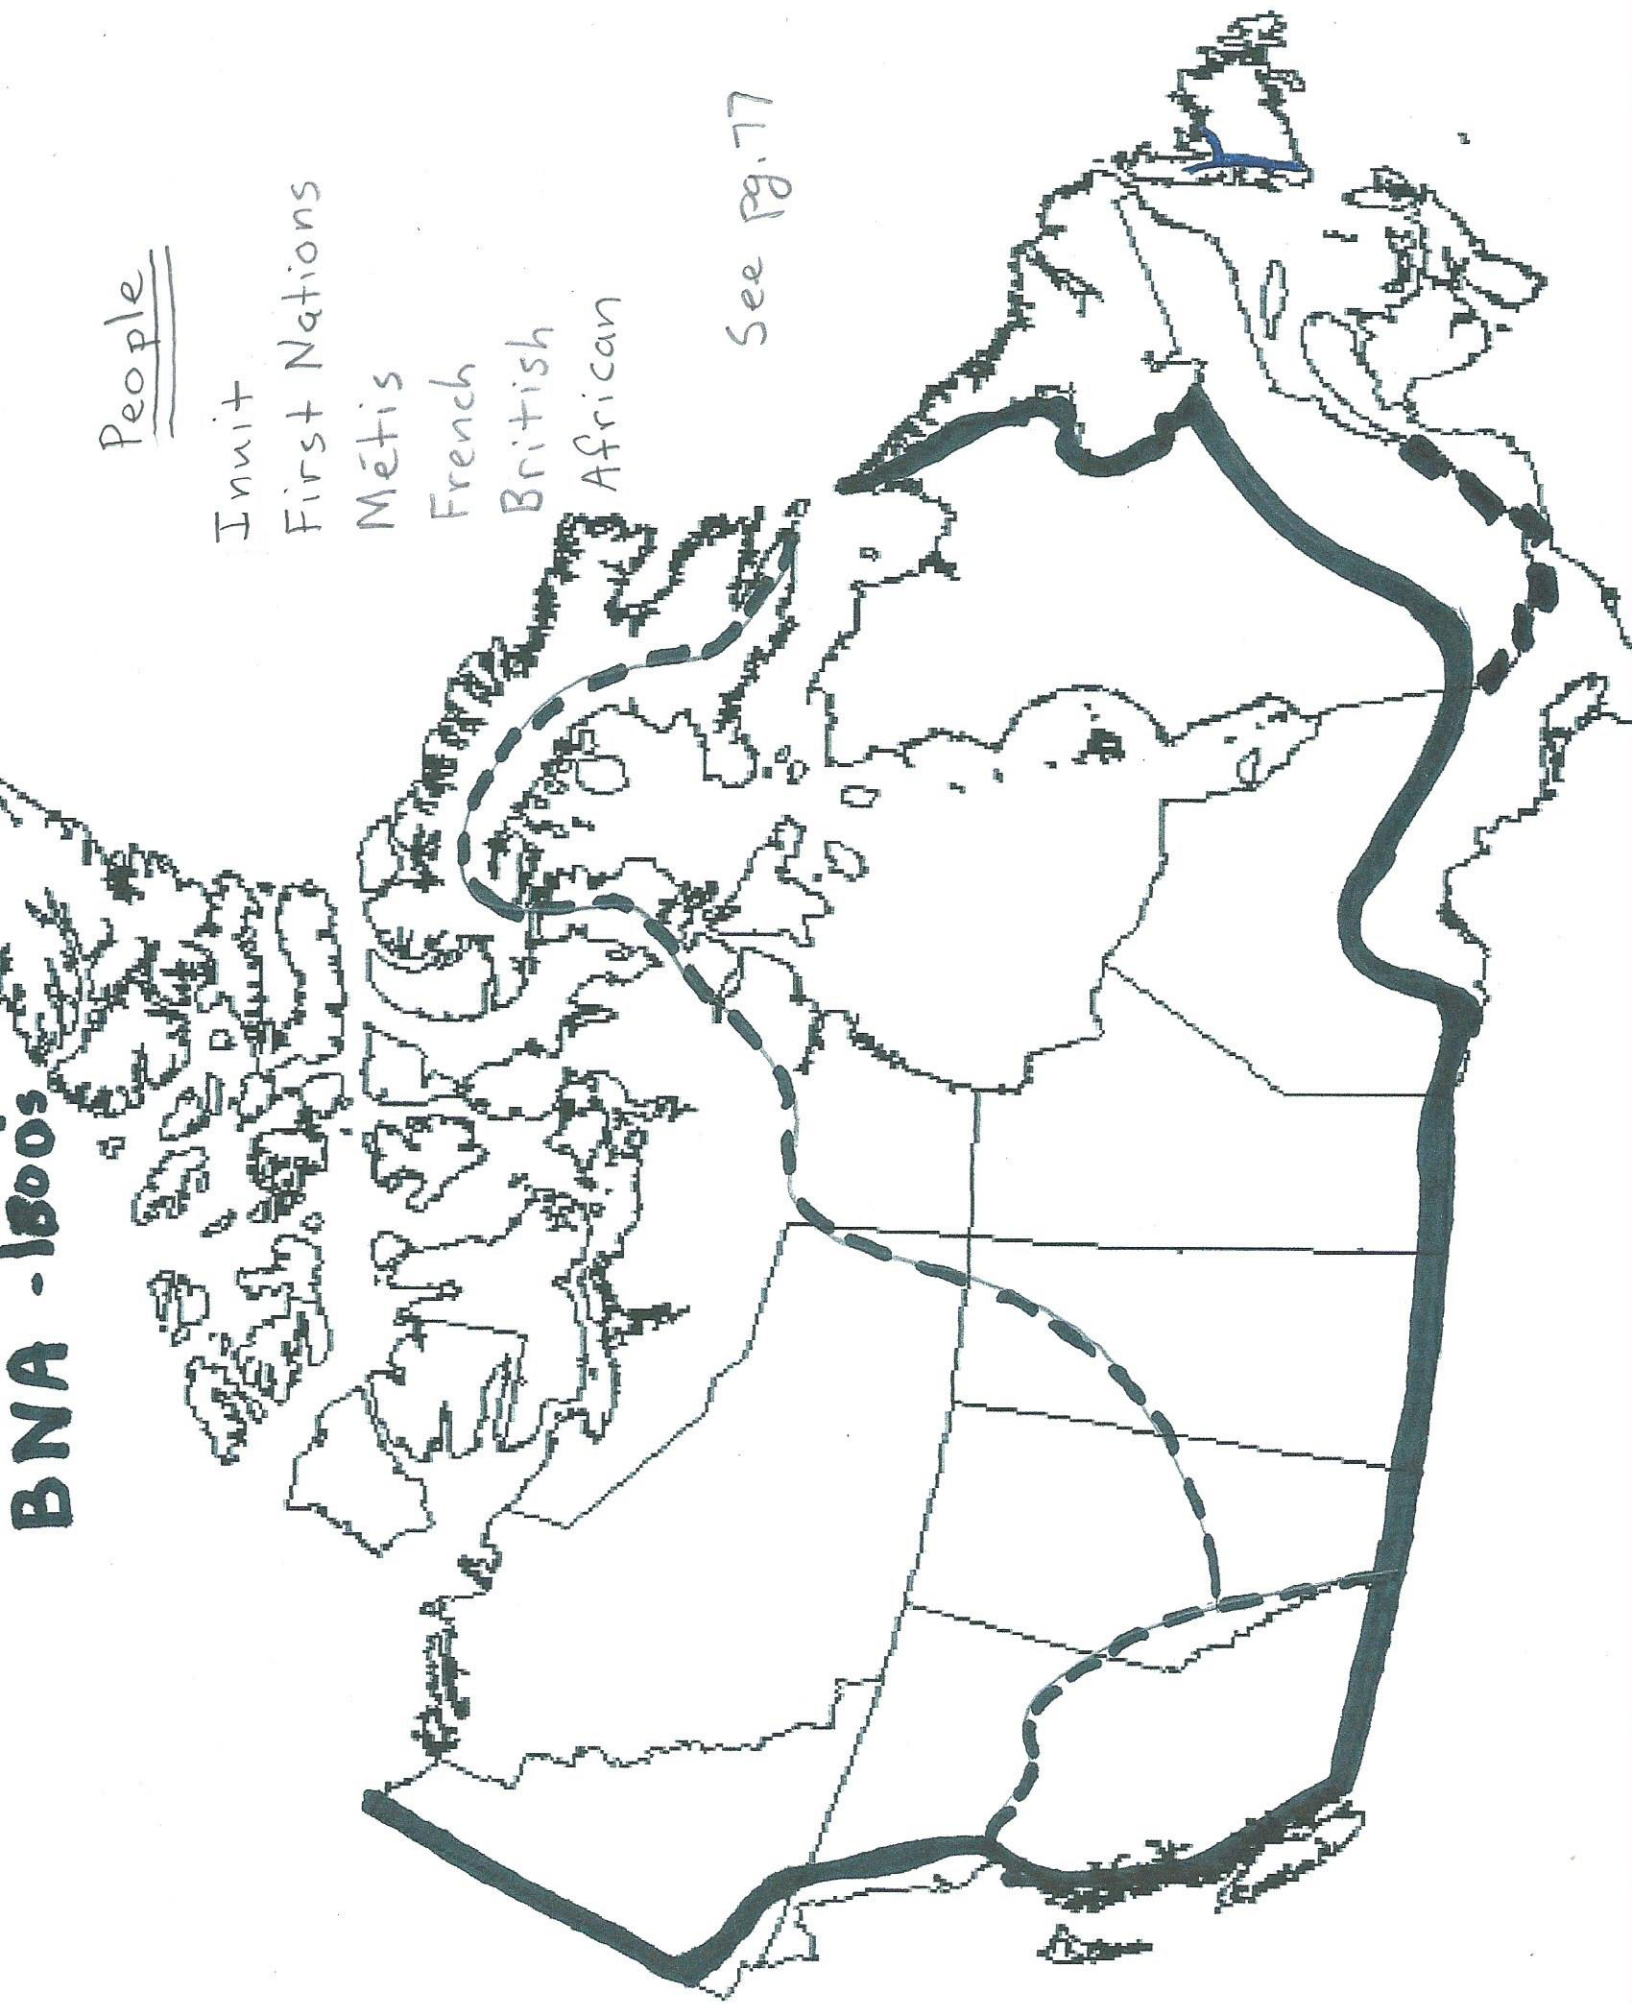 BNA - 1800s
People
Inuit
First Nations
Métis
French
British
African
See pg. 77